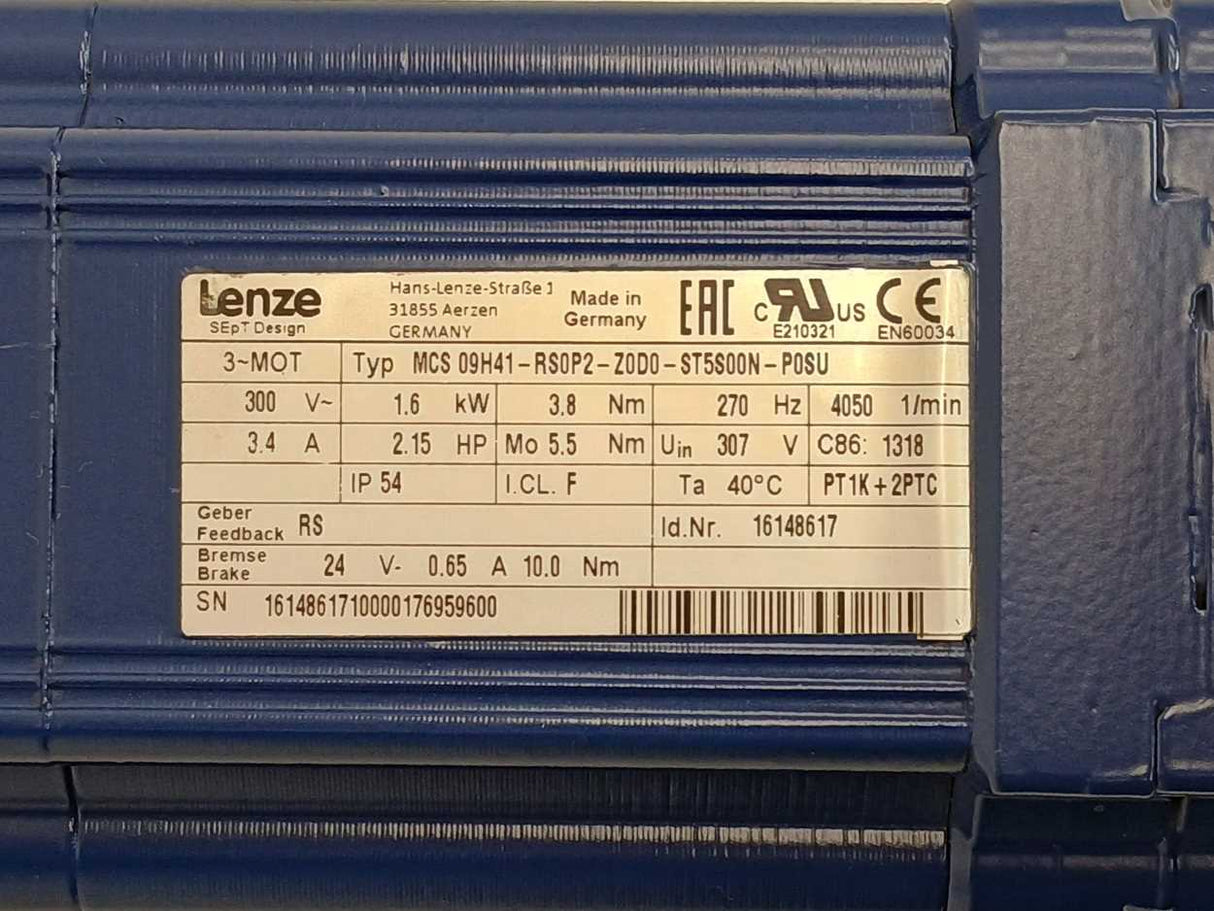 Lenze
SEpT Design
Hans-Lenze-Straße 1
31855 Aerzen
GERMANY
Made in
Germany
EAC
c RU US
E210321
CE
EN60034
3~MOT Typ MCS 09H41-RS0P2-Z0D0-ST5S00N-P0SU
300 V~ 1.6 kW 3.8 Nm 270 Hz 4050 1/min
3.4 A 2.15 HP Mo 5.5 Nm Uin 307 V C86: 1318
IP 54 I.CL. F Ta 40°C PT1K+2PTC
Geber
Feedback RS Id.Nr. 16148617
Bremse
Brake 24 V- 0.65 A 10.0 Nm
SN 1614861710000176959600